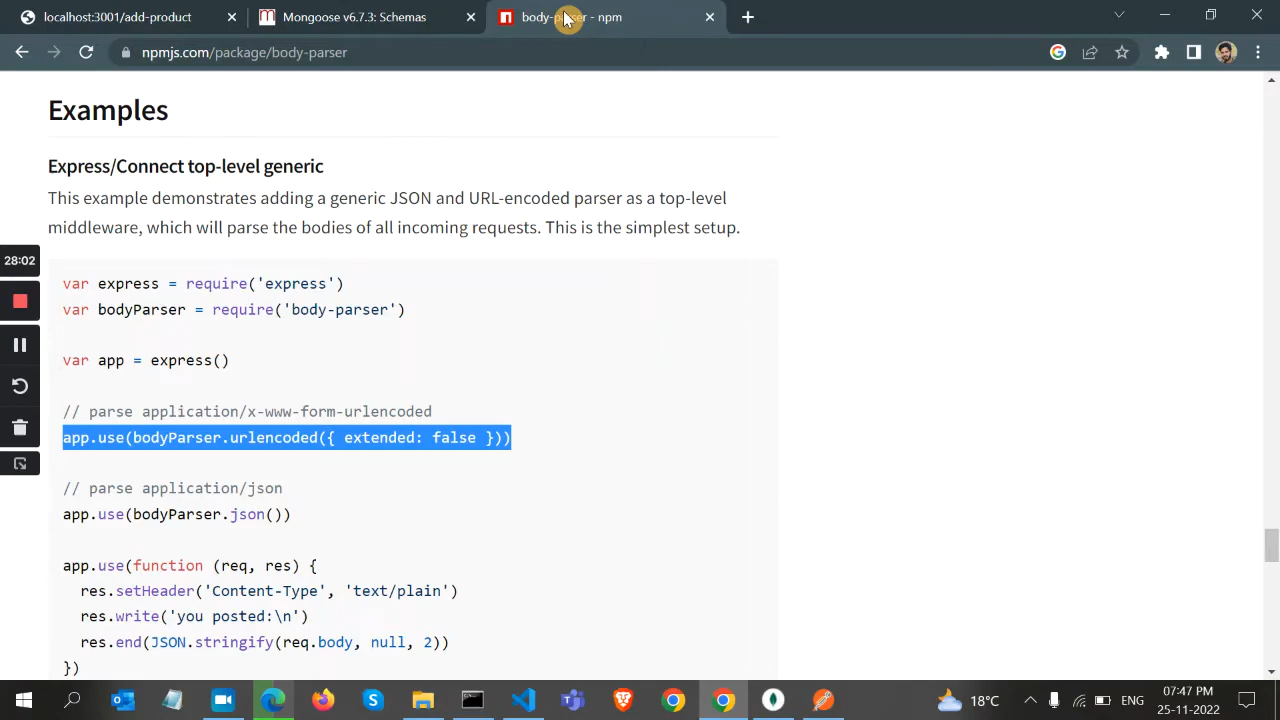 localhost:3001/add-product
Mongoose v6.7.3: Schemas
npmjs.com/package/body-parser
Examples
Express/Connect top-level generic
This example demonstrates adding a generic JSON and URL-encoded parser as a top-level
middleware, which will parse the bodies of all incoming requests. This is the simplest setup.
28:02
var express = require('express')
var bodyParser = require('body-parser')
var app = express()
// parse application/x-www-form-urlencoded
app.use(bodyParser.urlencoded({ extended: false }))
// parse application/json
app.use(bodyParser.json())
app.use(function (req, res) {
res.setHeader('Content-Type', 'text/plain')
res.write('you posted:\n')
res.end(JSON.stringify(req.body, null, 2))
})
18°C
ENG
07:47 PM
25-11-2022